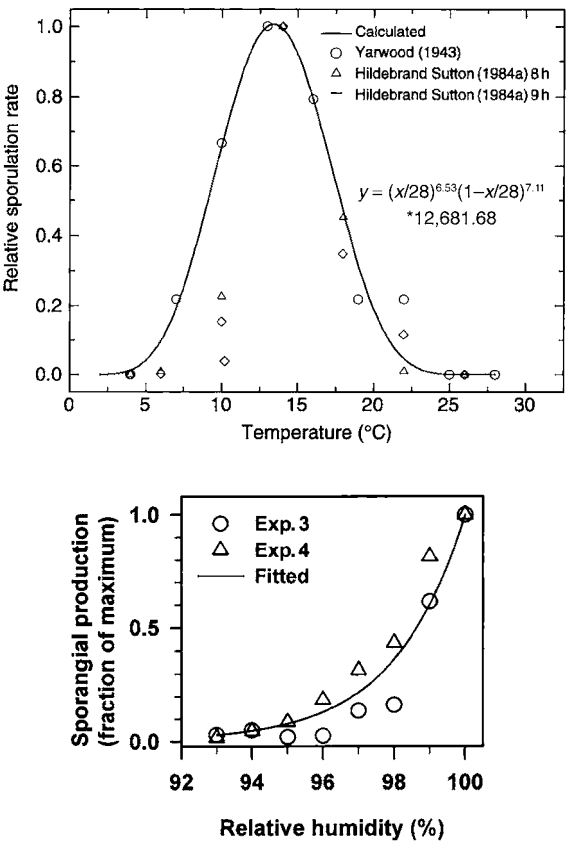 Relative sporulation rate
1.0
0.8
0.6
0.4
0.2
0.0
Calculated
Yarwood (1943)
Hildebrand Sutton (1984a) 8 h
Hildebrand Sutton (1984a) 9 h
y = (x/28)^6.53(1−x/28)^7.11
*12,681.68
0 5 10 15 20 25 30
Temperature (°C)
Sporangial production
(fraction of maximum)
1.0
0.5
0.0
Exp. 3
Exp. 4
Fitted
92 94 96 98 100
Relative humidity (%)